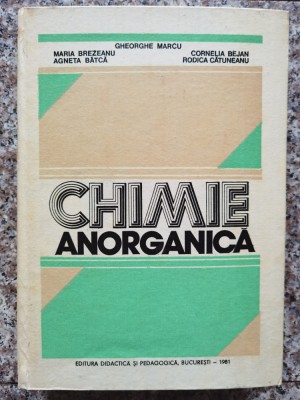 GHEORGHE MARCU
MARIA BREZEANU CORNELIA BEJAN
AGNETA BÂTCĂ RODICA CĂTUNEANU
CHIMIE
ANORGANICĂ
EDITURA DIDACTICĂ ȘI PEDAGOGICĂ, BUCUREȘTI – 1981